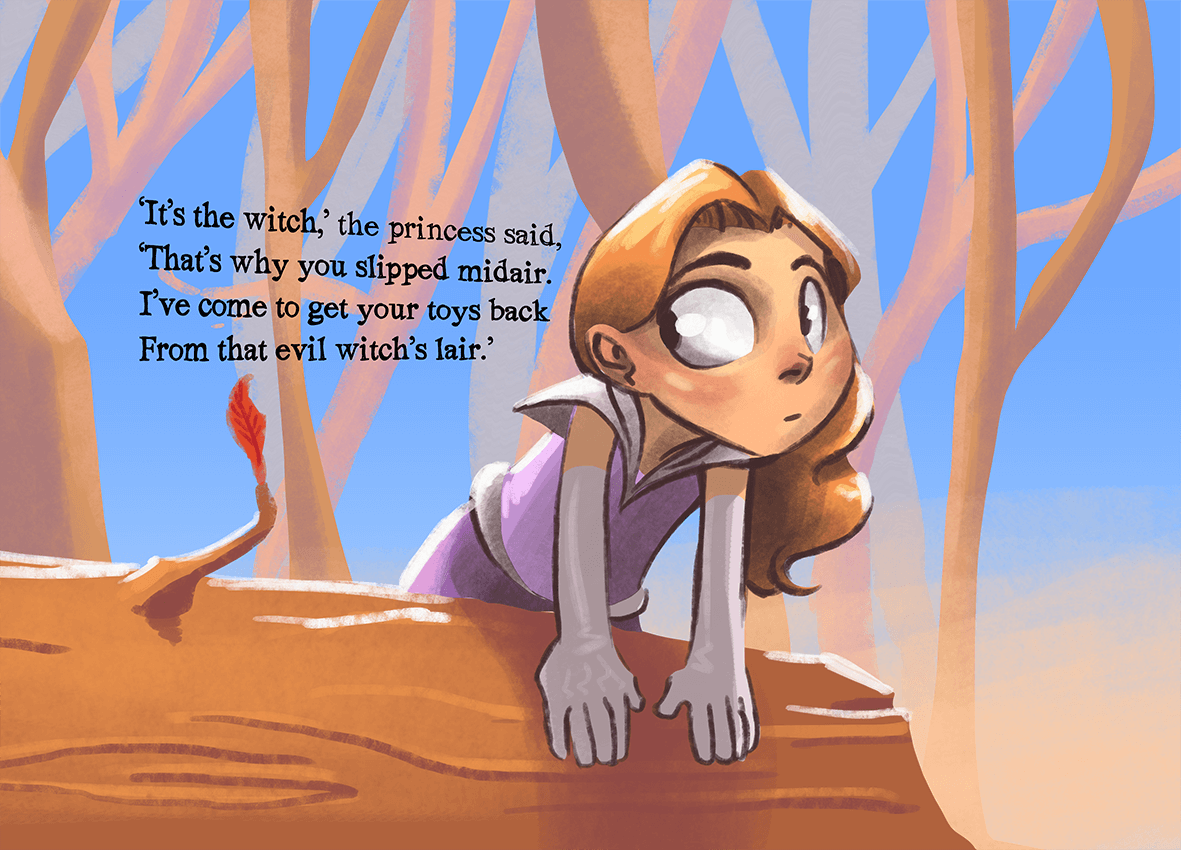 ‘It’s the witch,’ the princess said,
‘That’s why you slipped midair.
I’ve come to get your toys back
From that evil witch’s lair.’